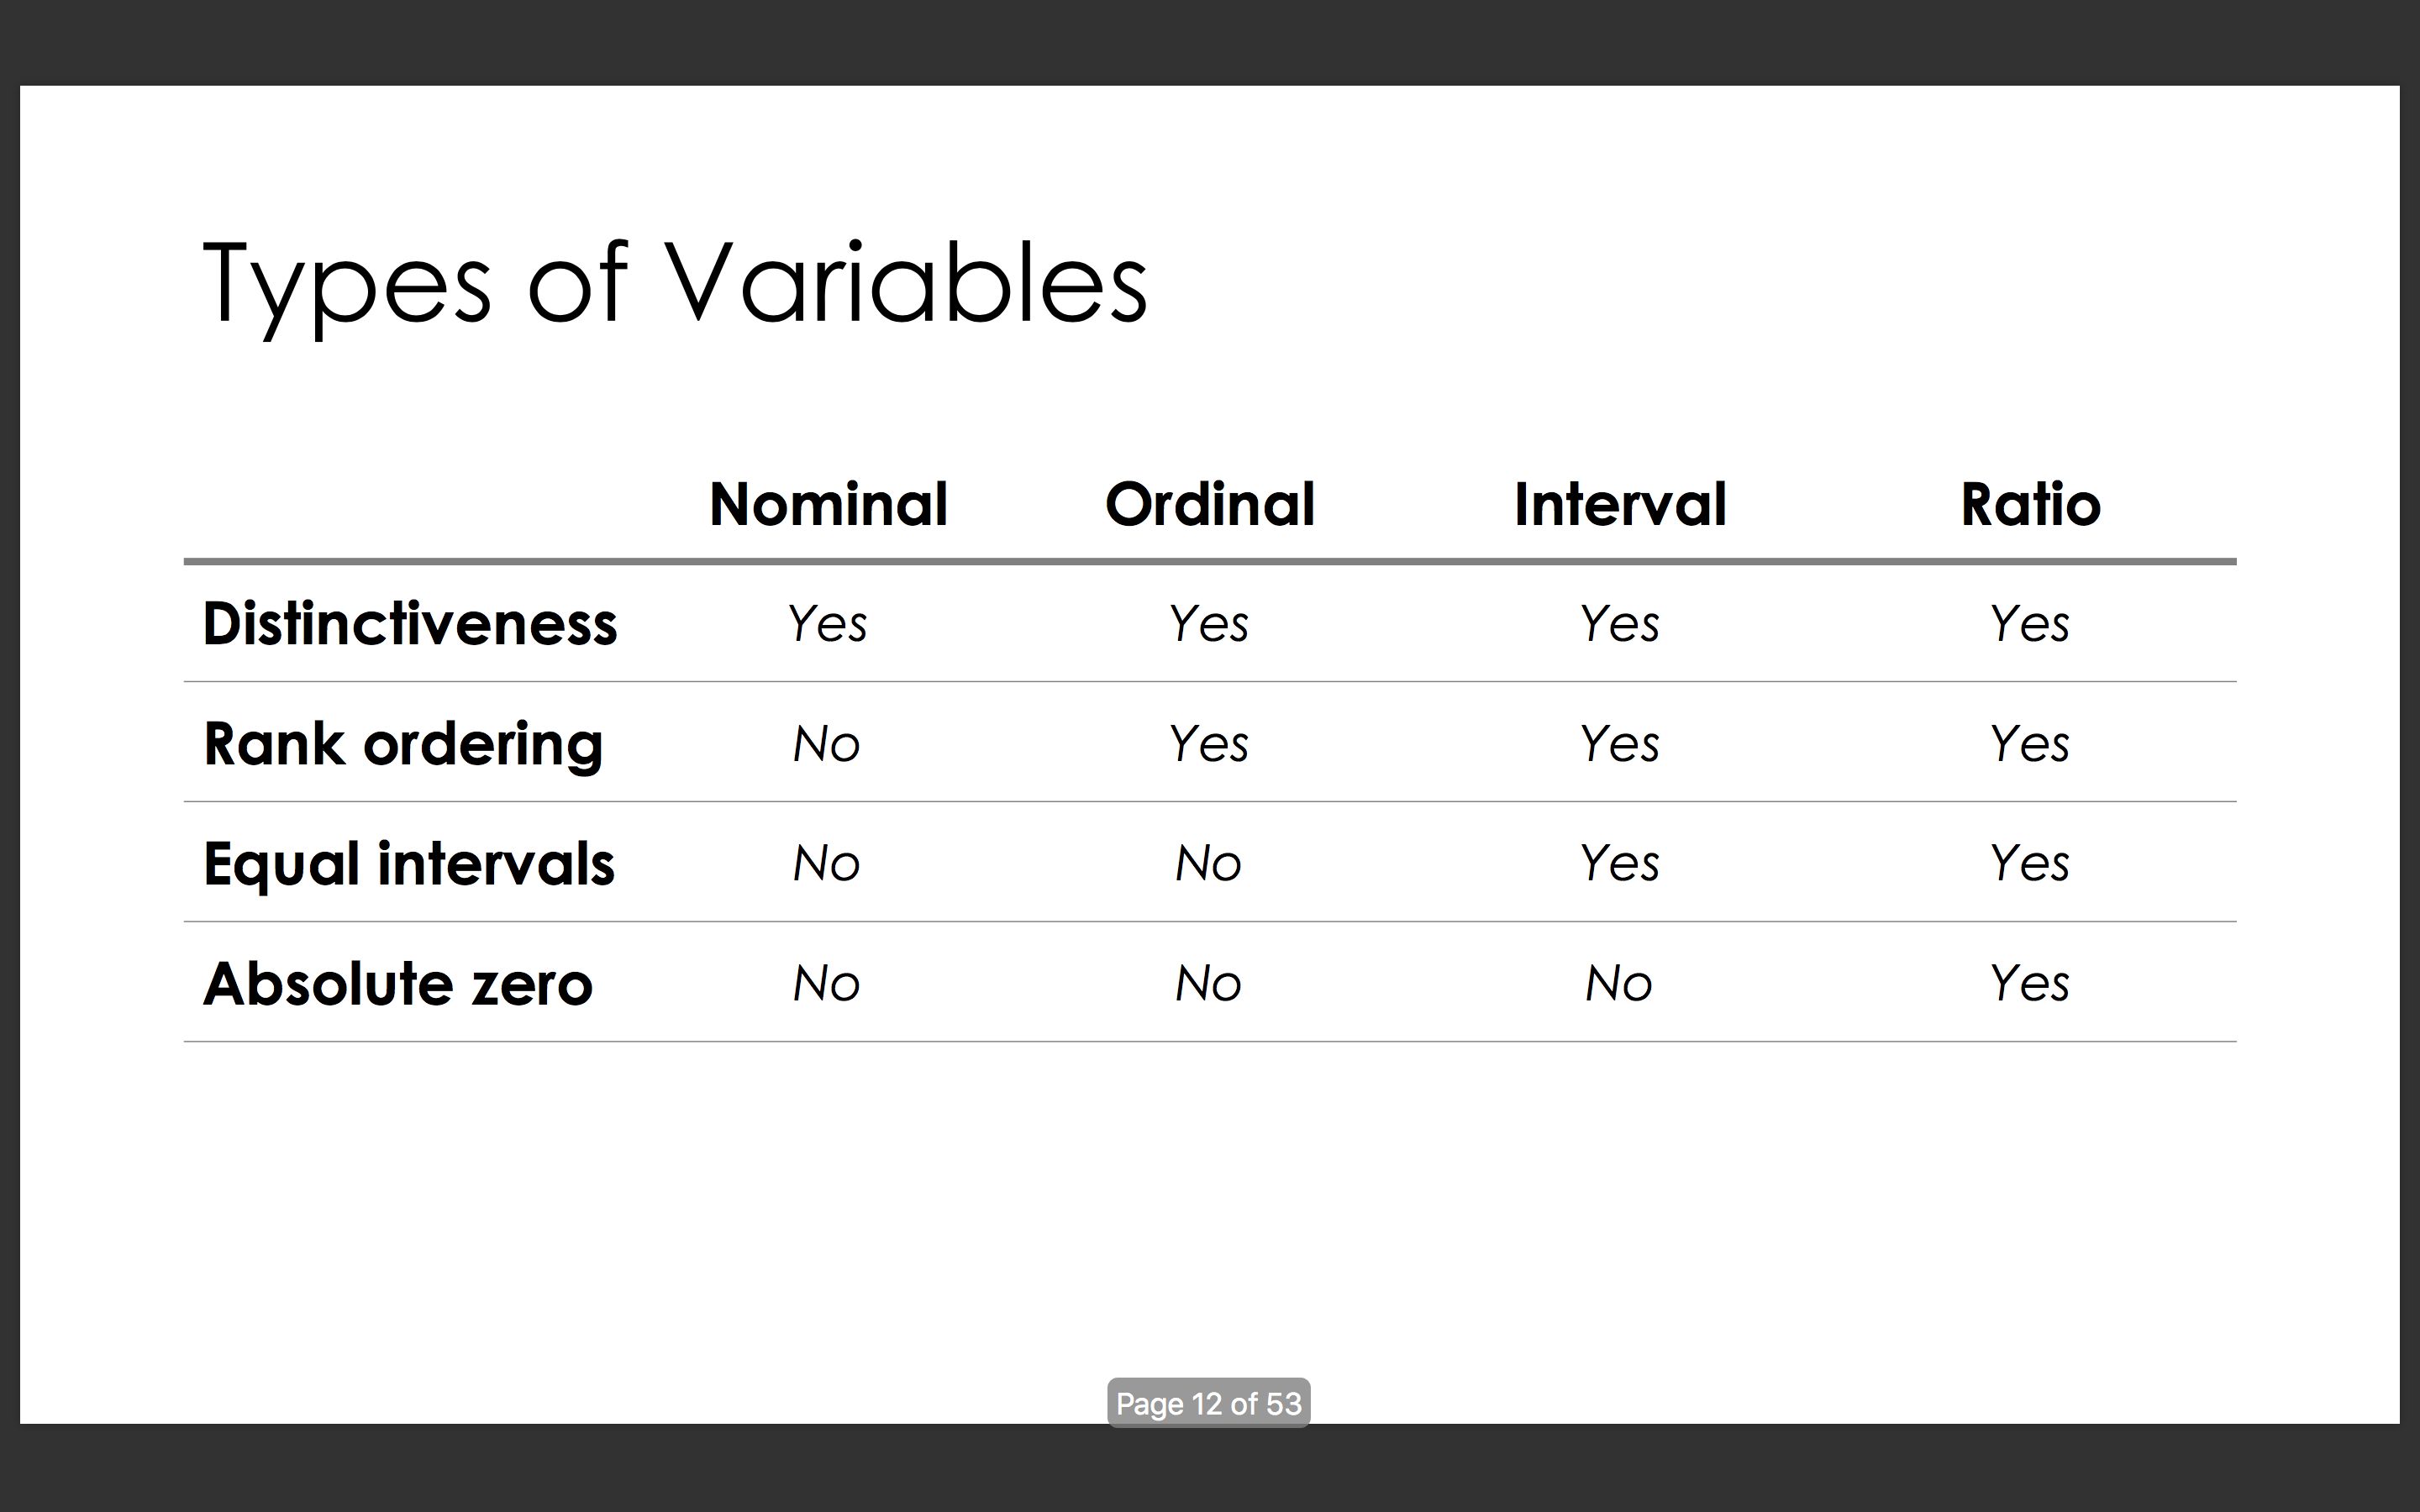 Types of Variables
Nominal Ordinal Interval Ratio
Distinctiveness Yes Yes Yes Yes
Rank ordering No Yes Yes Yes
Equal intervals No No Yes Yes
Absolute zero No No No Yes
Page 12 of 53